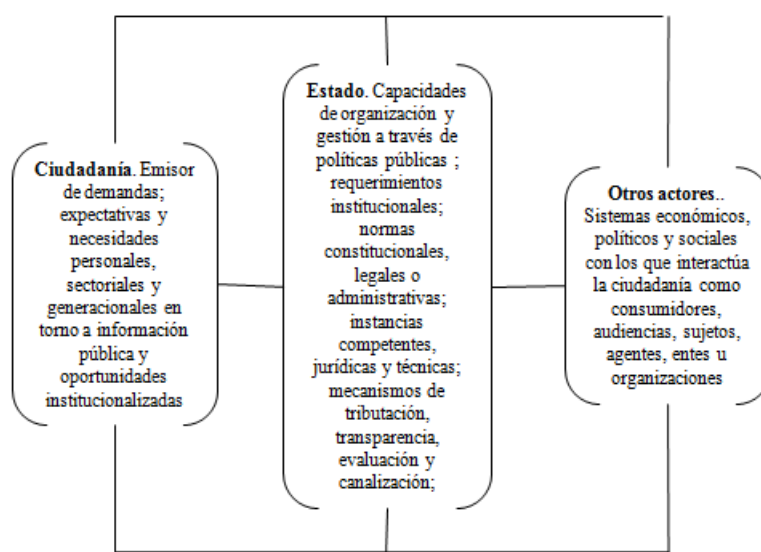 Ciudadanía. Emisor
de demandas;
expectativas y
necesidades
personales,
sectoriales y
generacionales en
torno a información
pública y
oportunidades
institucionalizadas
Estado. Capacidades
de organización y
gestión a través de
políticas públicas ;
requerimientos
institucionales;
normas
constitucionales,
legales o
administrativas;
instancias
competentes,
jurídicas y técnicas;
mecanismos de
tributación,
transparencia,
evaluación y
canalización;
Otros actores..
Sistemas económicos,
políticos y sociales
con los que interactúa
la ciudadanía como
consumidores,
audiencias, sujetos,
agentes, entes u
organizaciones